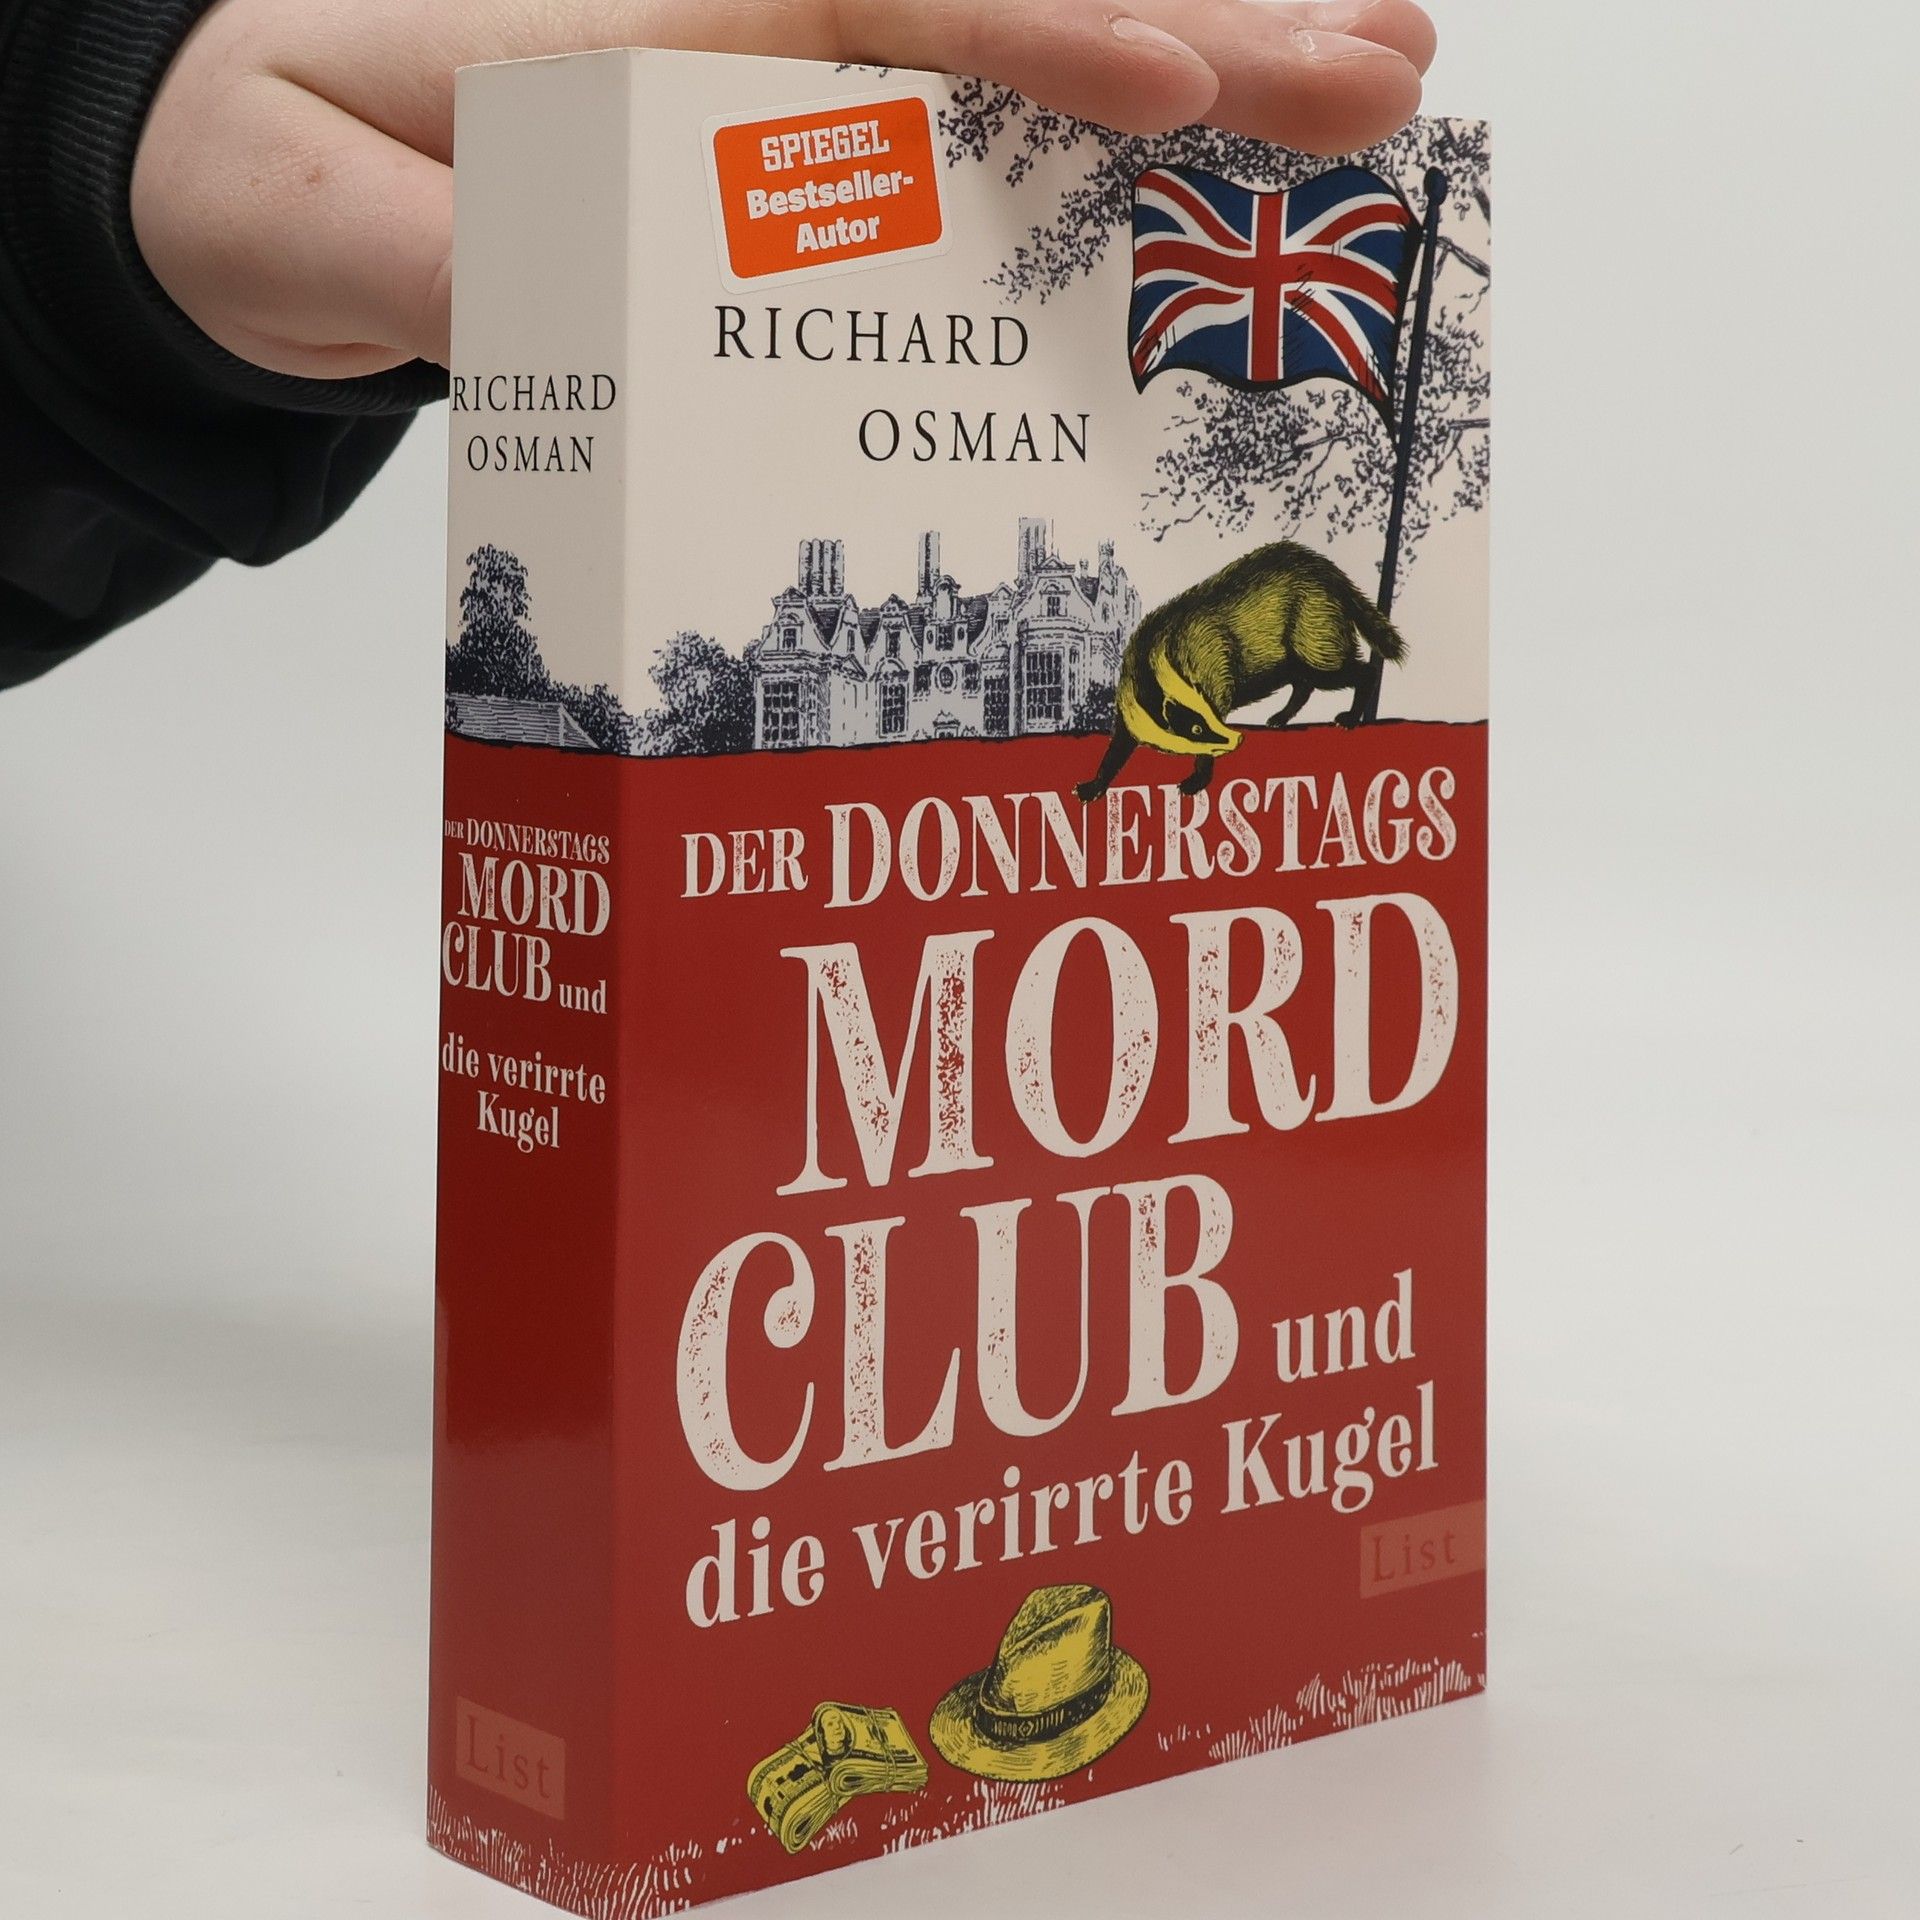 RICHARD
OSMAN
DER DONNERSTAGS
MORD
CLUB und
die verirrte
Kugel
List
SPIEGEL
Bestseller-
Autor
RICHARD
OSMAN
DER DONNERSTAGS
MORD
CLUB und
die verirrte Kugel
List